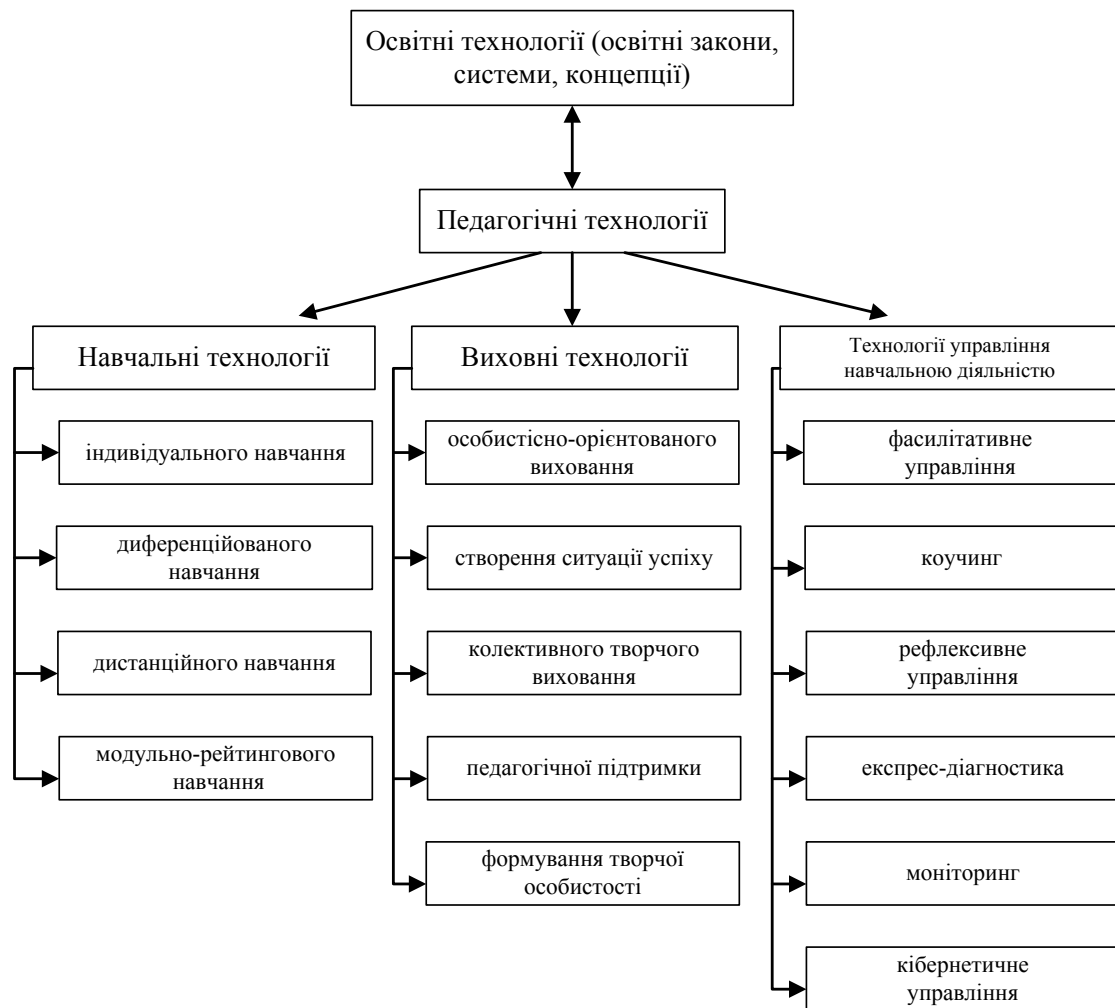 Освітні технології (освітні закони,
системи, концепції)
Педагогічні технології
Навчальні технології
індивідуального навчання
диференційованого
навчання
дистанційного навчання
модульно-рейтингового
навчання
Виховні технології
особистісно-орієнтованого
виховання
створення ситуації успіху
колективного творчого
виховання
педагогічної підтримки
формування творчої
особистості
Технології управління
навчальною діяльністю
фасилітативне
управління
коучинг
рефлексивне
управління
експрес-діагностика
моніторинг
кібернетичне
управління